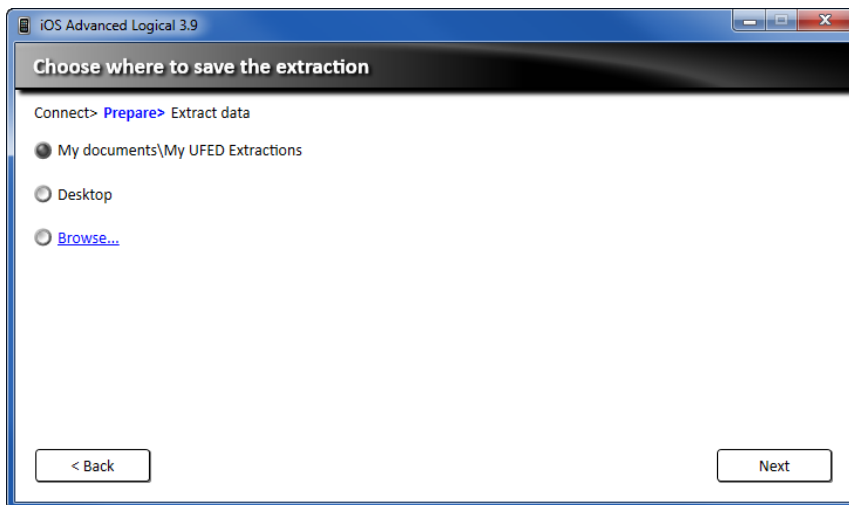 iOS Advanced Logical 3.9
Choose where to save the extraction
Connect> Prepare> Extract data
My documents\My UFED Extractions
Desktop
Browse...
< Back
Next